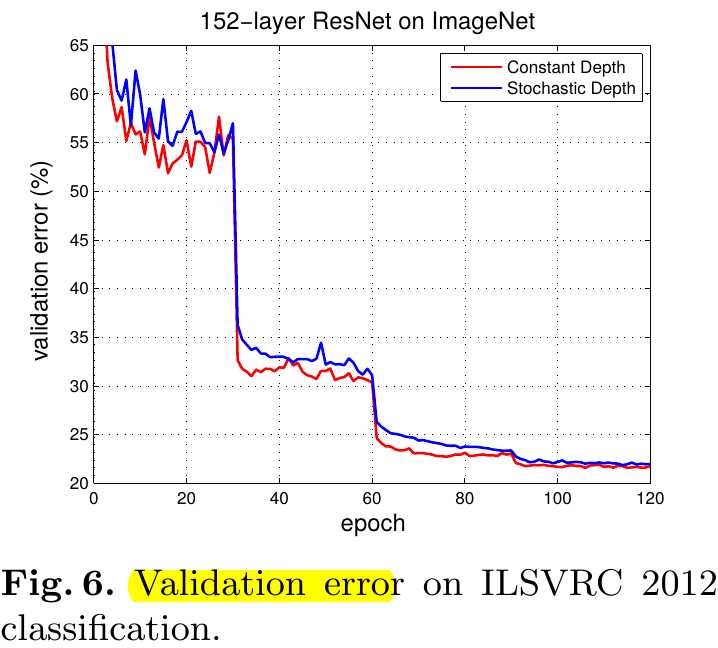 152−layer ResNet on ImageNet
65
60
55
50
45
40
35
30
25
20
validation error (%)
Constant Depth
Stochastic Depth
0 20 40 60 80 100 120
epoch
Fig. 6. Validation error on ILSVRC 2012
classification.